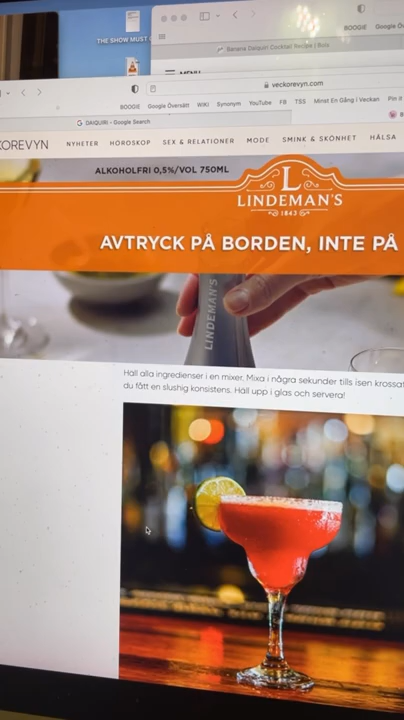 THE SHOW MUST
BOOGIE Google Ö
Banana Daiquiri Cocktail Recipe | Bols
MENU
veckorevyn.com
BOOGIE Google Översätt WIKI Synonym YouTube FB TSS Minst En Gång i Veckan Pin it
DAIQUIRI - Google Search
KOREVYN NYHETER HOROSKOP SEX & RELATIONER MODE SMINK & SKÖNHET HÄLSA
ALKOHOLFRI 0,5%/VOL 750ML
L
LINDEMAN'S
1843
AVTRYCK PÅ BORDEN, INTE PÅ
LINDEMAN'S
Häll alla ingredienser i en mixer. Mixa i några sekunder tills isen krossat
du fått en slushig konsistens. Häll upp i glas och servera!